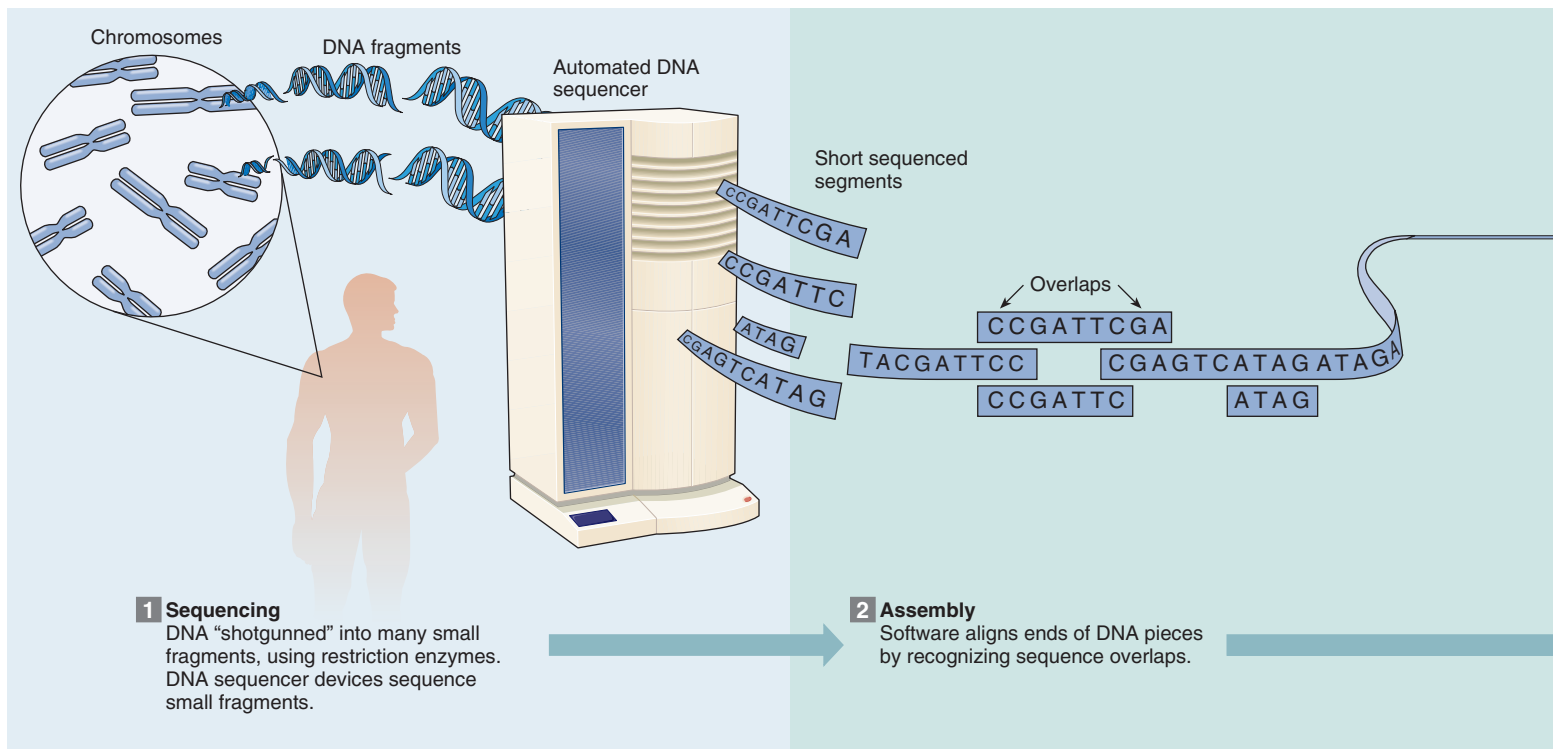 Chromosomes
DNA fragments
Automated DNA
sequencer
Short sequenced
segments
CCGATTCGA
CCGATTC
ATAG
CGAGTCATAG
Overlaps
CCGATTCGA
TACGATTCC
CGAGTCATAGATAGA
CCGATTC
ATAG
1 Sequencing
DNA “shotgunned” into many small
fragments, using restriction enzymes.
DNA sequencer devices sequence
small fragments.
2 Assembly
Software aligns ends of DNA pieces
by recognizing sequence overlaps.